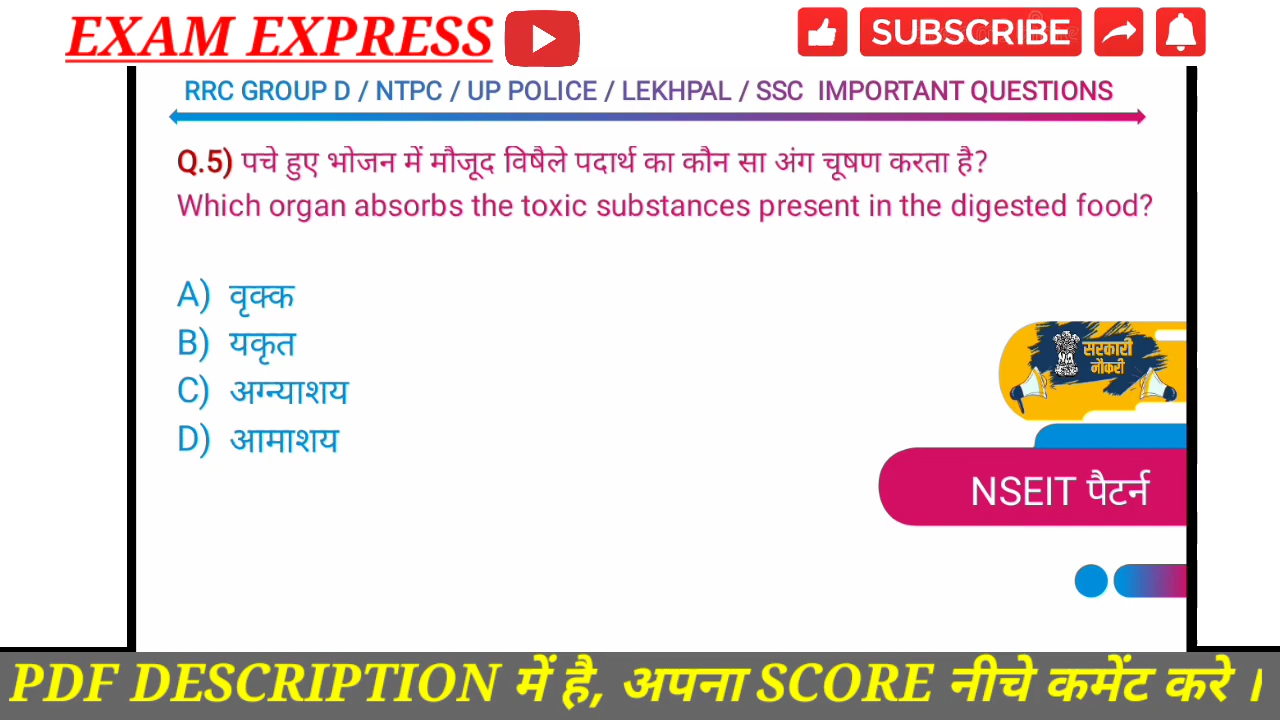 EXAM EXPRESS
SUBSCRIBE
RRC GROUP D / NTPC / UP POLICE / LEKHPAL / SSC IMPORTANT QUESTIONS
Q.5) पचे हुए भोजन में मौजूद विषैले पदार्थ का कौन सा अंग चूषण करता है?
Which organ absorbs the toxic substances present in the digested food?
A) वृक्क
B) यकृत
C) अग्न्याशय
D) आमाशय
सरकारी
नौकरी
NSEIT पैटर्न
PDF DESCRIPTION में है, अपना SCORE नीचे कमेंट करे ।